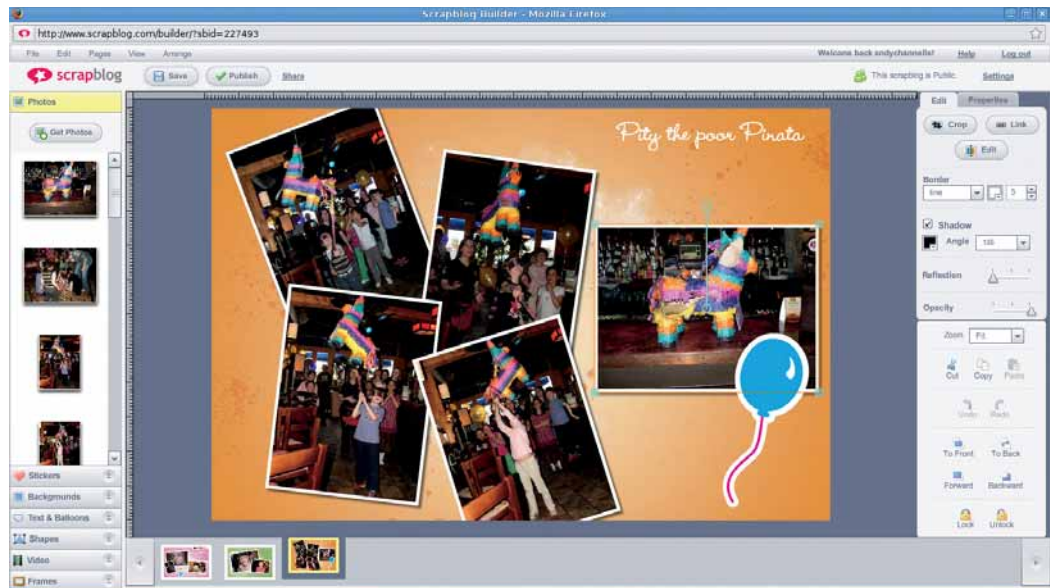 Scrapblog Builder - Mozilla Firefox
http://www.scrapblog.com/builder/?sbid=227493
File Edit Pages View Arrange
Welcome back andychannelle! Help Log out
scrapblog Save Publish Share
This scrapblog is Public. Settings
Photos
Get Photos
Stickers
Backgrounds
Text & Balloons
Shapes
Video
Frames
Pity the poor Pinata
Edit Properties
Crop Link
Edit
Border
line 3
Shadow
Angle
Reflection
Opacity
Zoom Fit
Cut Copy Paste
Undo Redo
To Front To Back
Forward Backward
Lock Unlock